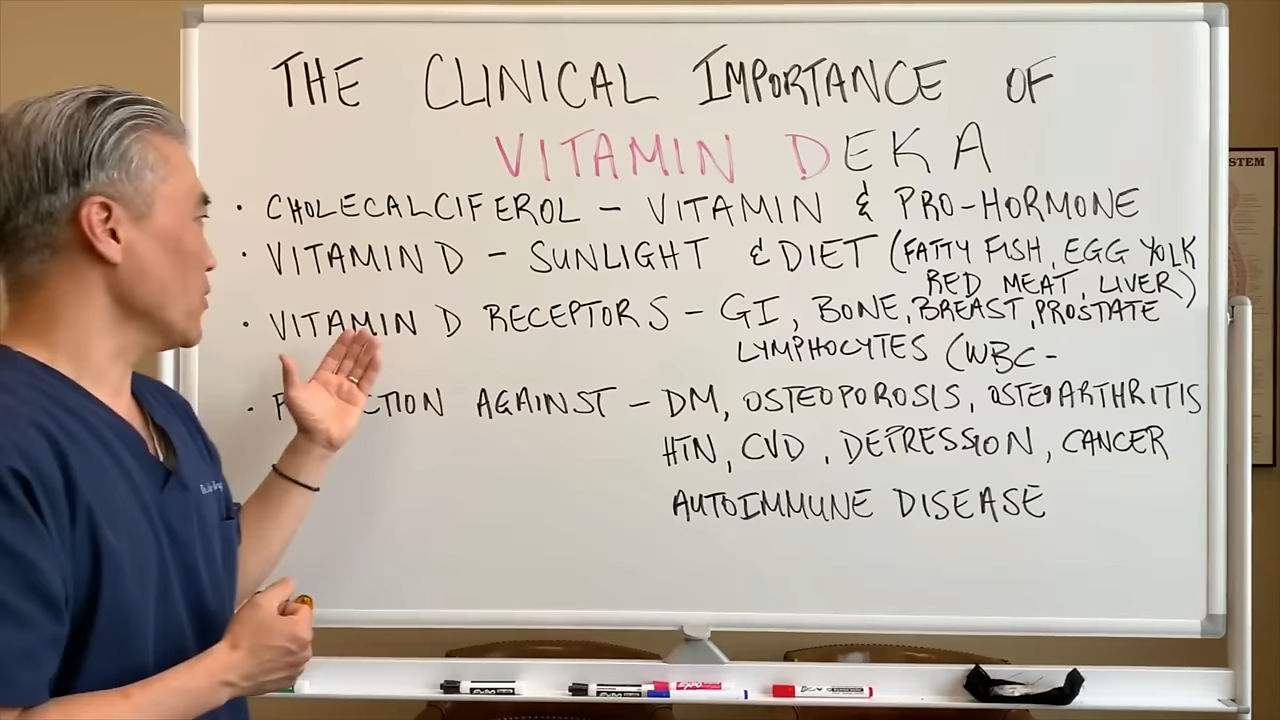 THE CLINICAL IMPORTANCE OF
VITAMIN DEKA
· CHOLECALCIFEROL – VITAMIN & PRO-HORMONE
· VITAMIN D – SUNLIGHT & DIET (FATTY FISH, EGG YOLK
RED MEAT, LIVER)
· VITAMIN D RECEPTORS – GI, BONE, BREAST, PROSTATE
LYMPHOCYTES (WBC –
· CTION AGAINST – DM, OSTEOPOROSIS, OSTEOARTHRITIS
HTN, CVD, DEPRESSION, CANCER
AUTOIMMUNE DISEASE
STEM